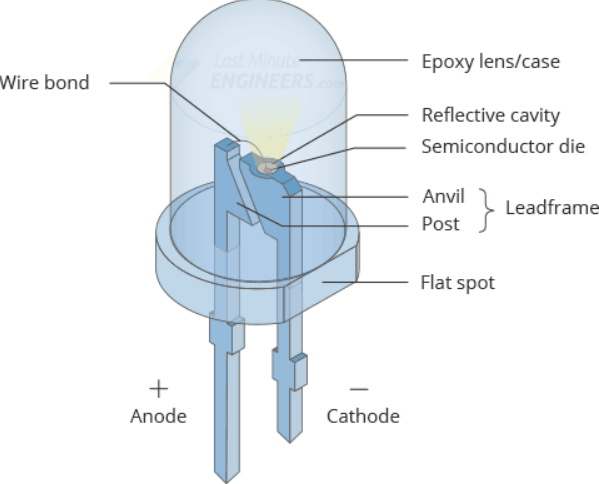 Last Minute
ENGINEERS.com
Epoxy lens/case
Wire bond
Reflective cavity
Semiconductor die
Anvil
Post
} Leadframe
Flat spot
+
Anode
−
Cathode